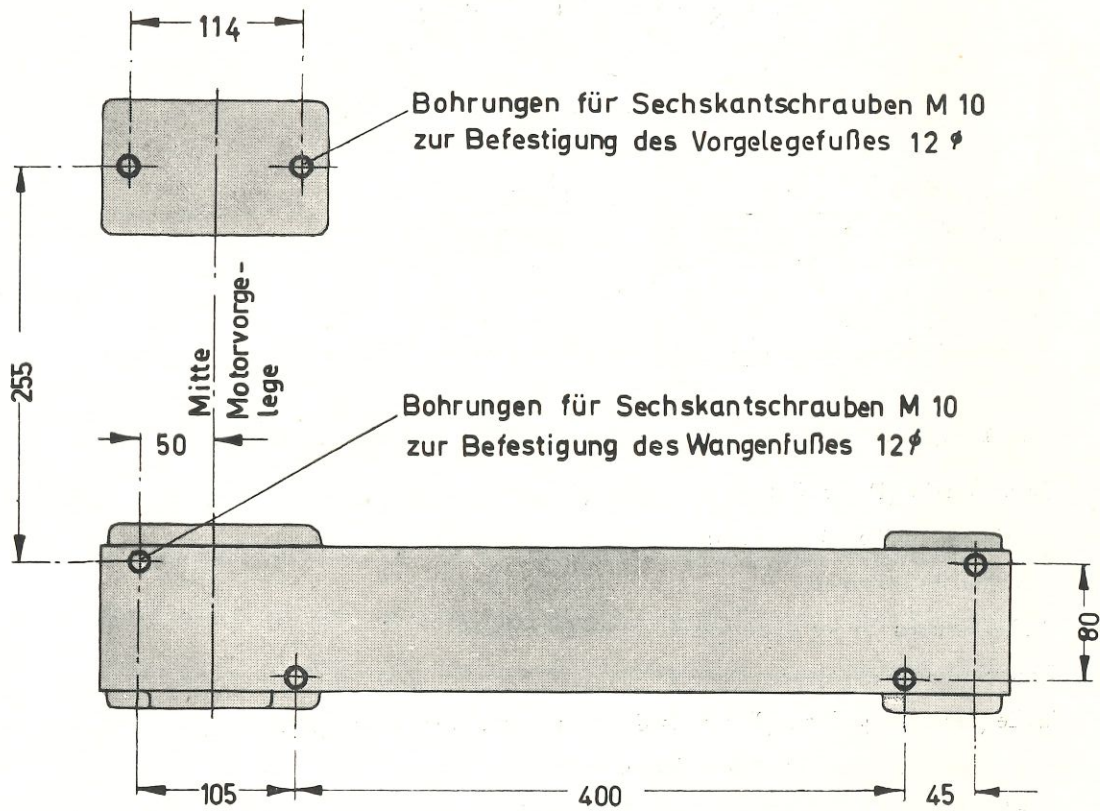 114
Bohrungen für Sechskantschrauben M 10
zur Befestigung des Vorgelegefußes 12 ϕ
255
Mitte
Motorvorge-
lege
50
Bohrungen für Sechskantschrauben M 10
zur Befestigung des Wangenfußes 12 ϕ
80
105
400
45